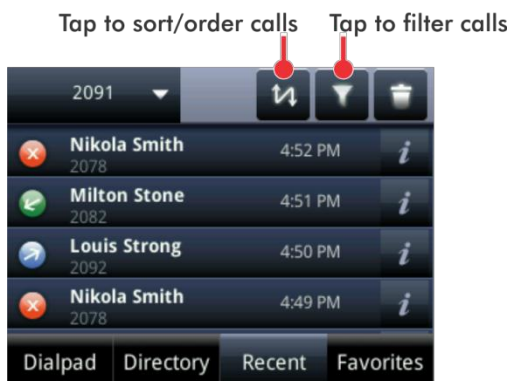 Tap to sort/order calls Tap to filter calls
2091
Nikola Smith 4:52 PM i
2078
Milton Stone 4:51 PM i
2082
Louis Strong 4:50 PM i
2092
Nikola Smith 4:49 PM i
2078
Dialpad Directory Recent Favorites